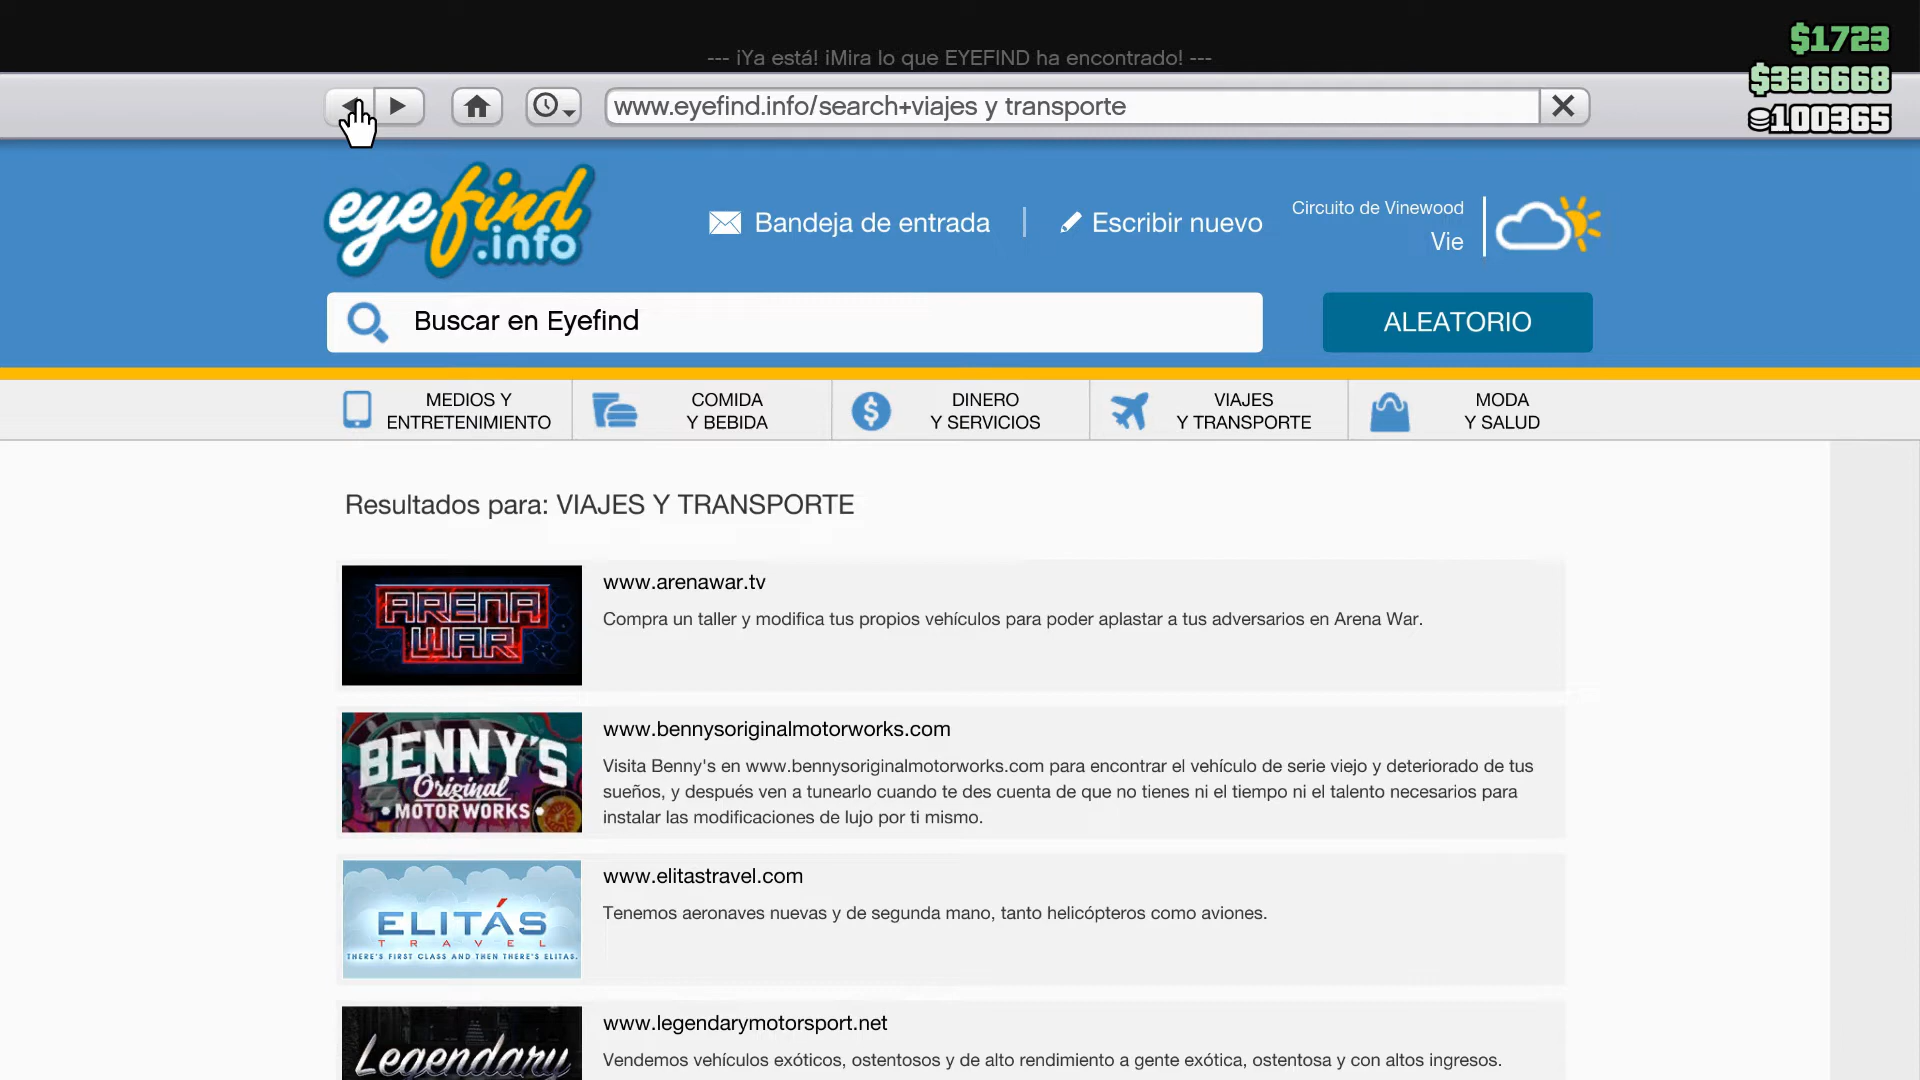 --- ¡Ya está! ¡Mira lo que EYEFIND ha encontrado! ---
$1723
$336668
100365
www.eyefind.info/search+viajes y transporte
eyefind
.info
Bandeja de entrada
Escribir nuevo
Circuito de Vinewood
Vie
Buscar en Eyefind
ALEATORIO
MEDIOS Y
ENTRETENIMIENTO
COMIDA
Y BEBIDA
DINERO
Y SERVICIOS
VIAJES
Y TRANSPORTE
MODA
Y SALUD
Resultados para: VIAJES Y TRANSPORTE
ARENA
WAR
www.arenawar.tv
Compra un taller y modifica tus propios vehículos para poder aplastar a tus adversarios en Arena War.
BENNY'S
Original
MOTOR WORKS
www.bennysoriginalmotorworks.com
Visita Benny's en www.bennysoriginalmotorworks.com para encontrar el vehículo de serie viejo y deteriorado de tus
sueños, y después ven a tunearlo cuando te des cuenta de que no tienes ni el tiempo ni el talento necesarios para
instalar las modificaciones de lujo por ti mismo.
ELITÁS
TRAVEL
THERE'S FIRST CLASS AND THEN THERE'S ELITAS.
www.elitastravel.com
Tenemos aeronaves nuevas y de segunda mano, tanto helicópteros como aviones.
Legendary
www.legendarymotorsport.net
Vendemos vehículos exóticos, ostentosos y de alto rendimiento a gente exótica, ostentosa y con altos ingresos.